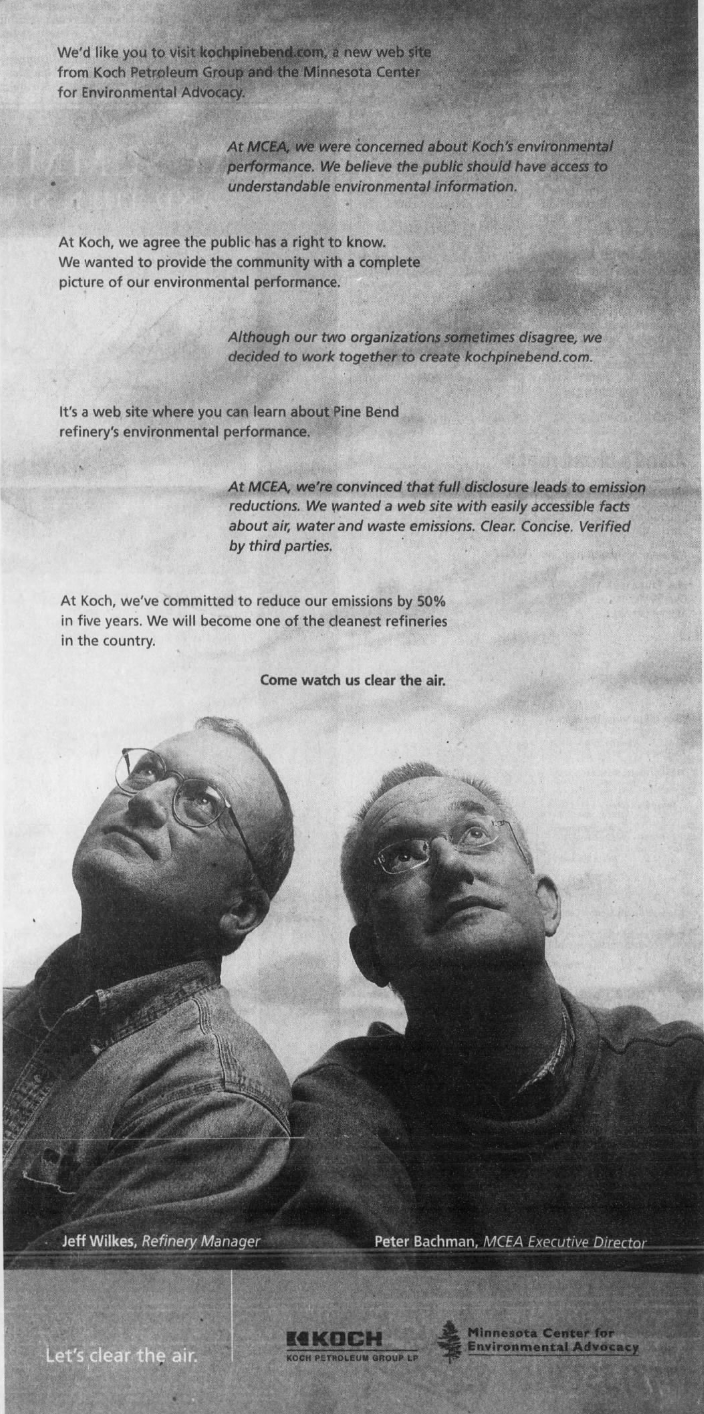 We'd like you to visit kochpinebend.com, a new web site
from Koch Petroleum Group and the Minnesota Center
for Environmental Advocacy.
At MCEA, we were concerned about Koch's environmental
performance. We believe the public should have access to
understandable environmental information.
At Koch, we agree the public has a right to know.
We wanted to provide the community with a complete
picture of our environmental performance.
Although our two organizations sometimes disagree, we
decided to work together to create kochpinebend.com.
It's a web site where you can learn about Pine Bend
refinery's environmental performance.
At MCEA, we're convinced that full disclosure leads to emission
reductions. We wanted a web site with easily accessible facts
about air, water and waste emissions. Clear. Concise. Verified
by third parties.
At Koch, we've committed to reduce our emissions by 50%
in five years. We will become one of the cleanest refineries
in the country.
Come watch us clear the air.
Jeff Wilkes, Refinery Manager
Peter Bachman, MCEA Executive Director
Let's clear the air.
KOCH
KOCH PETROLEUM GROUP LP
Minnesota Center for
Environmental Advocacy